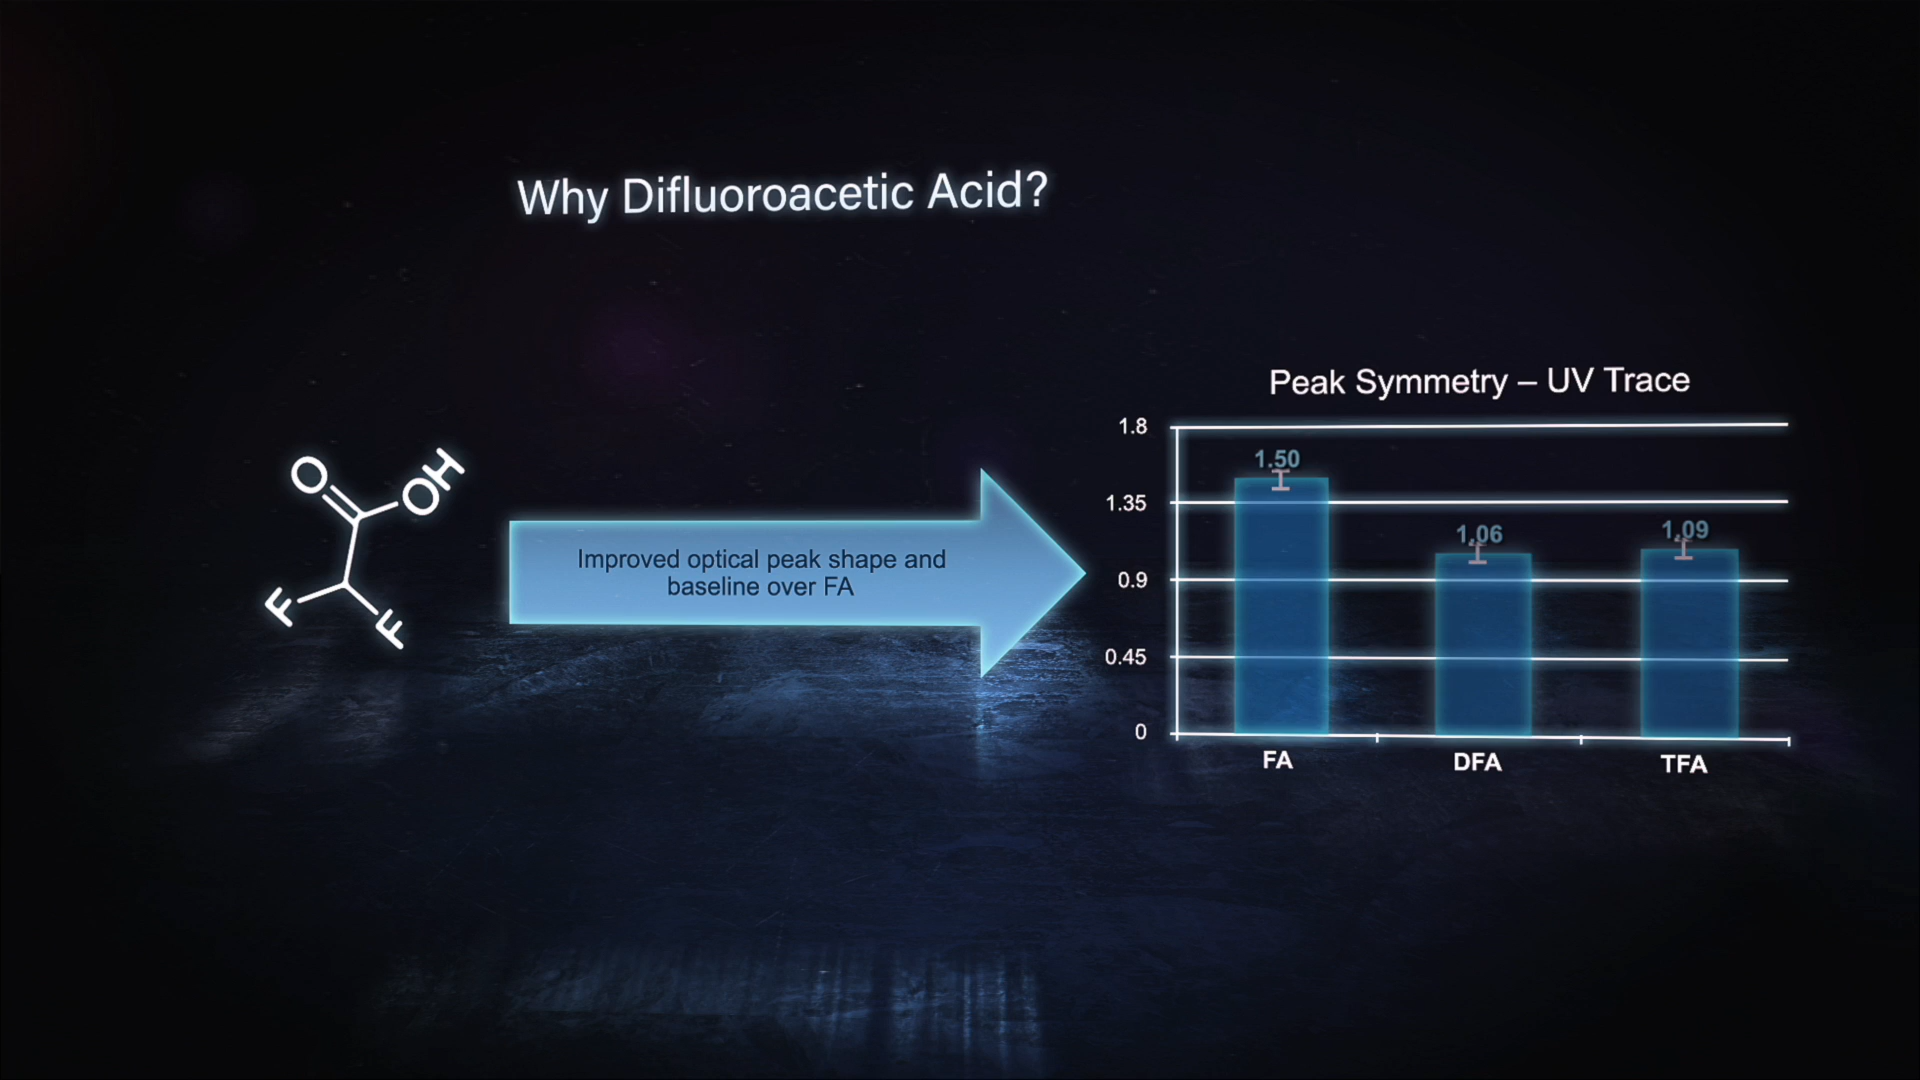 Why Difluoroacetic Acid?
O
OH
F
F
Improved optical peak shape and
baseline over FA
Peak Symmetry – UV Trace
1.8
1.35
0.9
0.45
0
1.50
1.06
1.09
FA
DFA
TFA